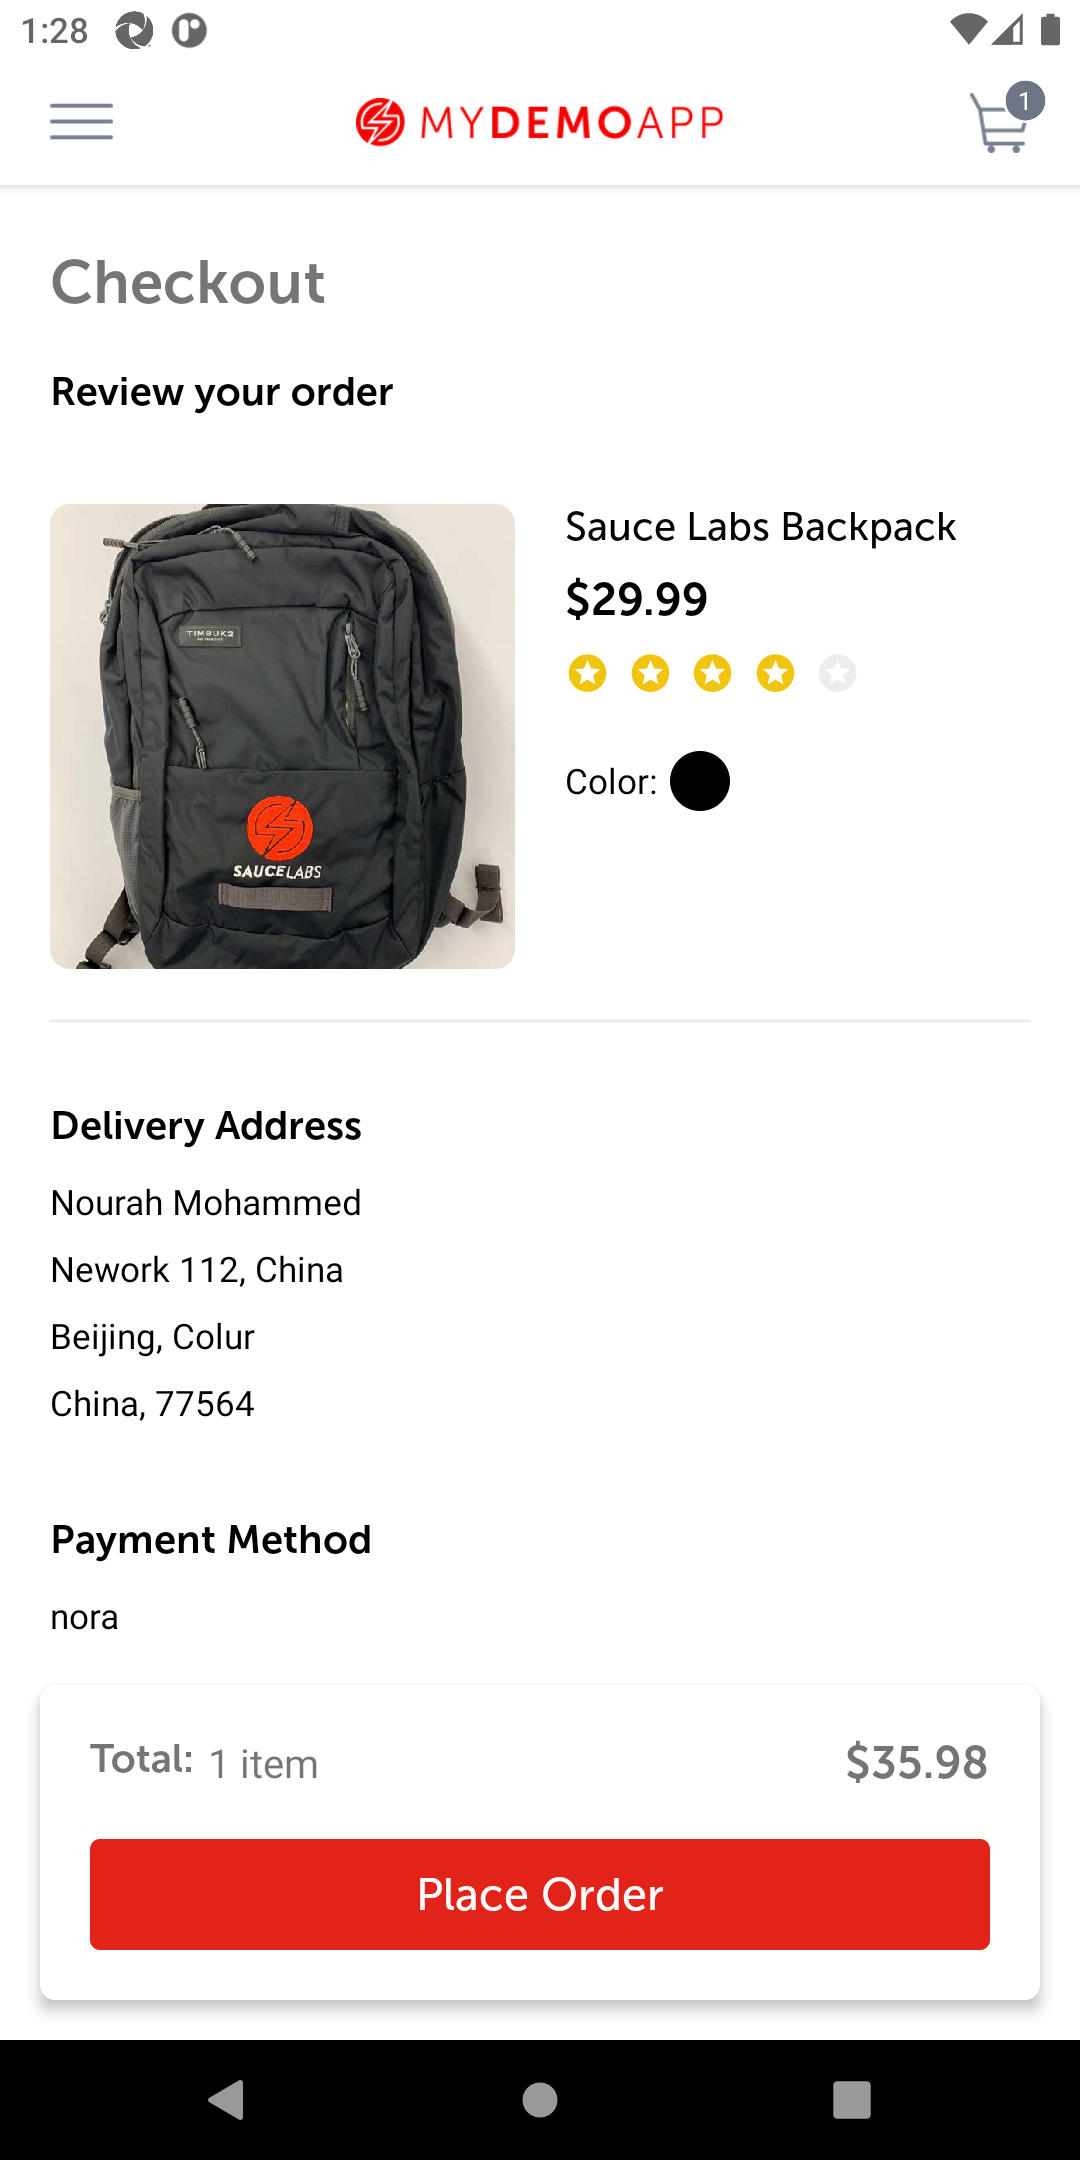 1:28
1
MYDEMOAPP
Checkout
Review your order
TIMBUK2
SAUCELABS
Sauce Labs Backpack
$29.99
Color:
Delivery Address
Nourah Mohammed
Nework 112, China
Beijing, Colur
China, 77564
Payment Method
nora
Total: 1 item
$35.98
Place Order